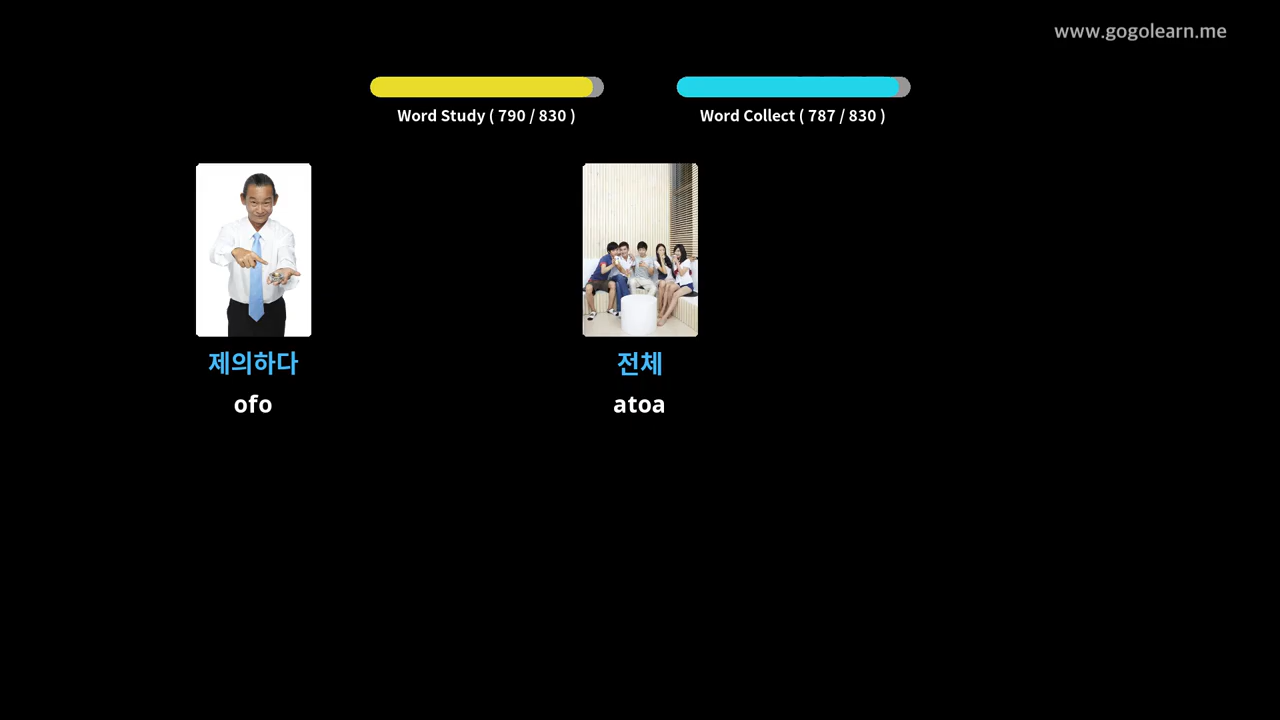 www.gogolearn.me
Word Study ( 790 / 830 )
Word Collect ( 787 / 830 )
제의하다
전체
ofo
atoa